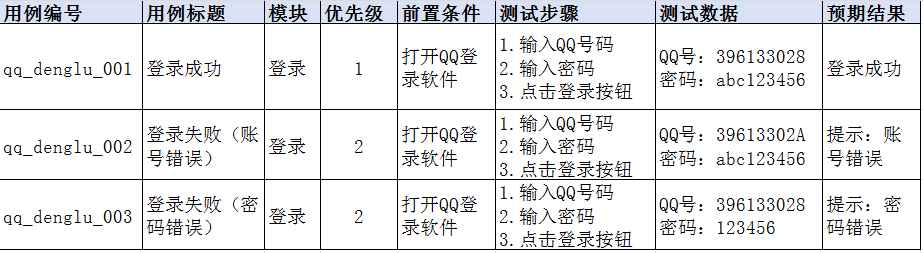 用例编号 用例标题 模块 优先级 前置条件 测试步骤 测试数据 预期结果
qq_denglu_001 登录成功 登录 1 打开QQ登录软件 1.输入QQ号码 2.输入密码 3.点击登录按钮 QQ号：396133028 密码：abc123456 登录成功
qq_denglu_002 登录失败（账号错误） 登录 2 打开QQ登录软件 1.输入QQ号码 2.输入密码 3.点击登录按钮 QQ号：39613302A 密码：abc123456 提示：账号错误
qq_denglu_003 登录失败（密码错误） 登录 2 打开QQ登录软件 1.输入QQ号码 2.输入密码 3.点击登录按钮 QQ号：396133028 密码：123456 提示：密码错误